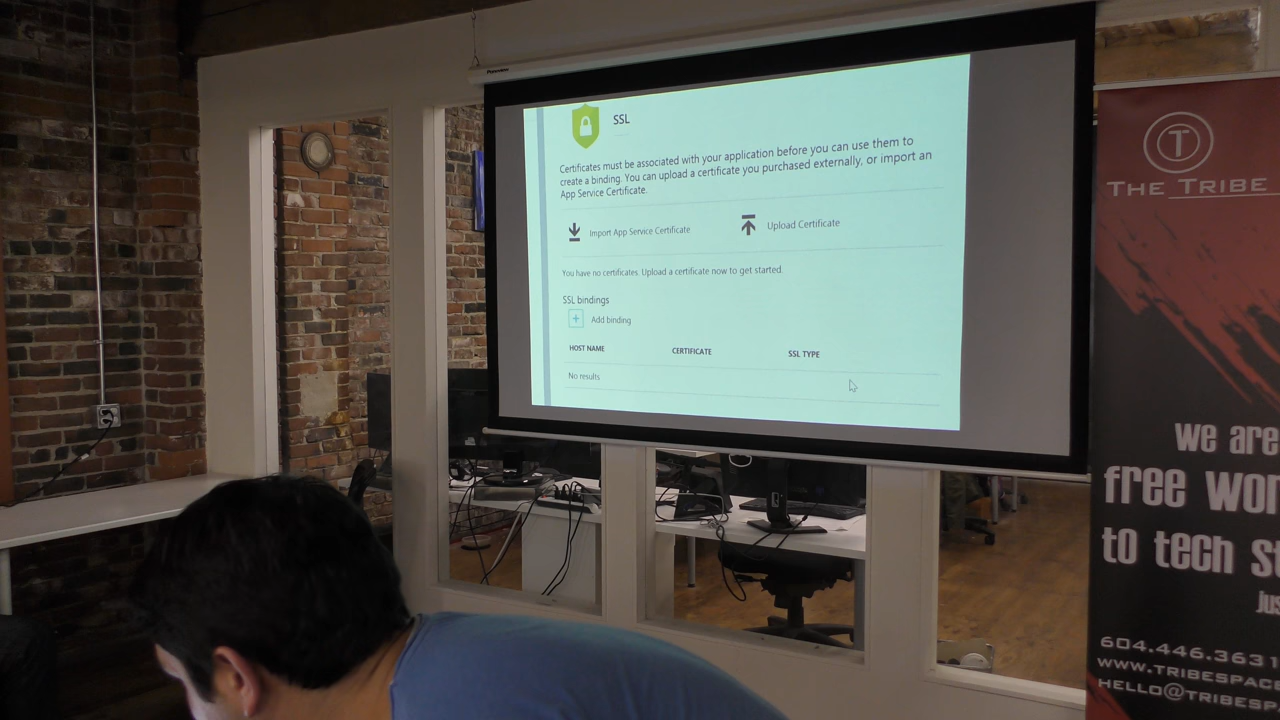 SSL
Certificates must be associated with your application before you can use them to
create a binding. You can upload a certificate you purchased externally, or import an
App Service Certificate.
Import App Service Certificate
Upload Certificate
You have no certificates. Upload a certificate now to get started.
SSL bindings
Add binding
HOST NAME CERTIFICATE SSL TYPE
No results
T
THE TRIBE
we are
free wor
to tech s
Jus
604.446.3631
WWW.TRIBESPACE
HELLO@TRIBESP